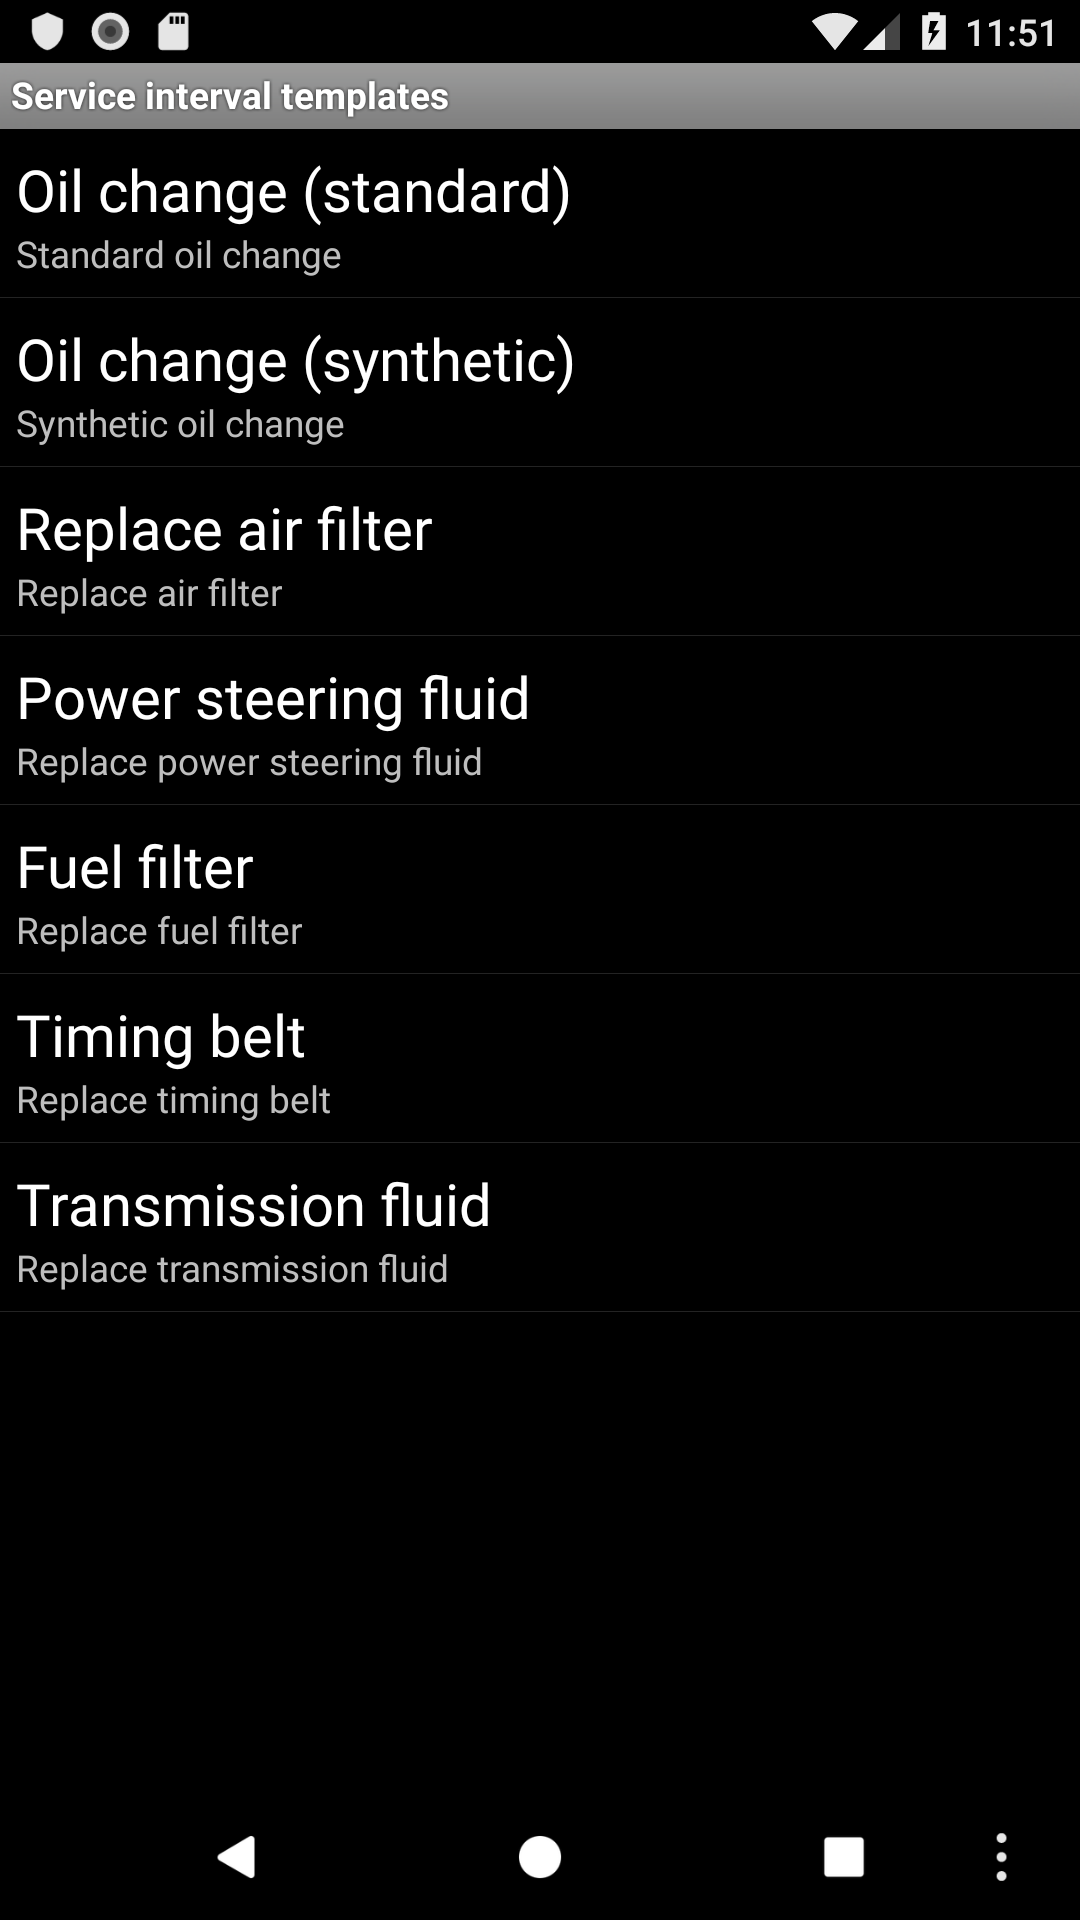 11:51
Service interval templates
Oil change (standard)
Standard oil change
Oil change (synthetic)
Synthetic oil change
Replace air filter
Replace air filter
Power steering fluid
Replace power steering fluid
Fuel filter
Replace fuel filter
Timing belt
Replace timing belt
Transmission fluid
Replace transmission fluid